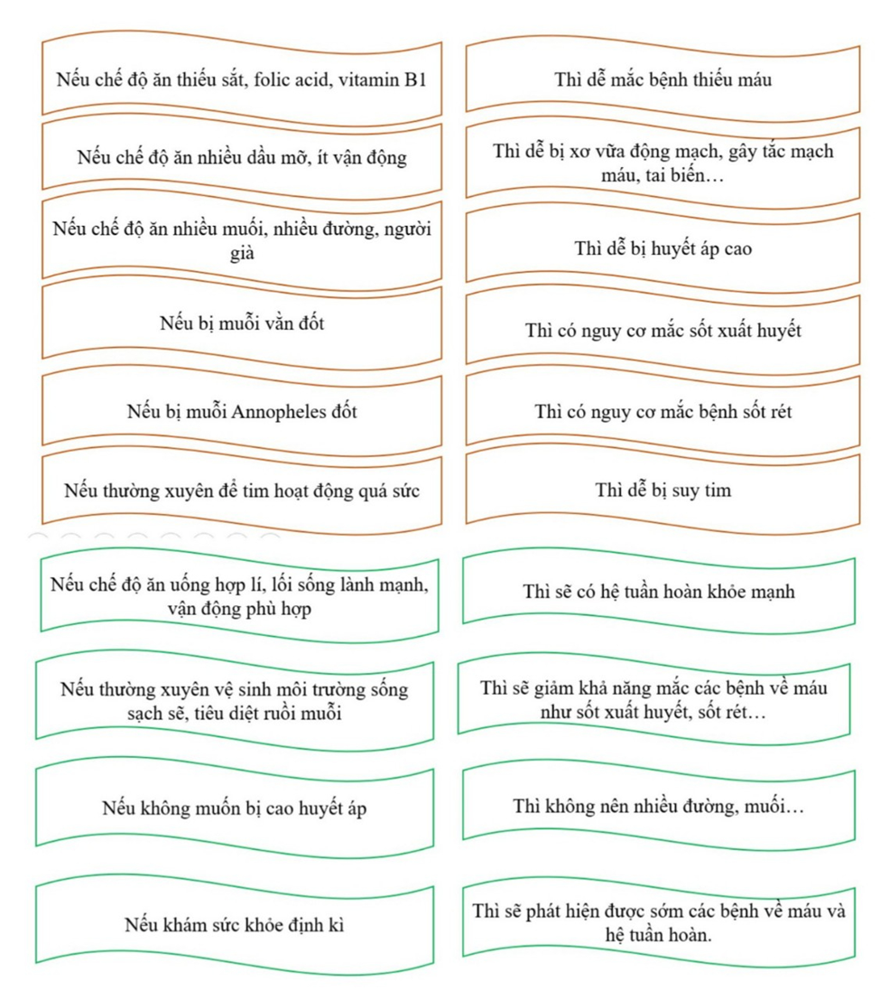 Nếu chế độ ăn thiếu sắt, folic acid, vitamin B1
Thì dễ mắc bệnh thiếu máu
Nếu chế độ ăn nhiều dầu mỡ, ít vận động
Thì dễ bị xơ vữa động mạch, gây tắc mạch
máu, tai biến…
Nếu chế độ ăn nhiều muối, nhiều đường, người
già
Thì dễ bị huyết áp cao
Nếu bị muỗi vằn đốt
Thì có nguy cơ mắc sốt xuất huyết
Nếu bị muỗi Annopheles đốt
Thì có nguy cơ mắc bệnh sốt rét
Nếu thường xuyên để tim hoạt động quá sức
Thì dễ bị suy tim
Nếu chế độ ăn uống hợp lí, lối sống lành mạnh,
vận động phù hợp
Thì sẽ có hệ tuần hoàn khỏe mạnh
Nếu thường xuyên vệ sinh môi trường sống
sạch sẽ, tiêu diệt ruồi muỗi
Thì sẽ giảm khả năng mắc các bệnh về máu
như sốt xuất huyết, sốt rét…
Nếu không muốn bị cao huyết áp
Thì không nên nhiều đường, muối…
Nếu khám sức khỏe định kì
Thì sẽ phát hiện được sớm các bệnh về máu và
hệ tuần hoàn.